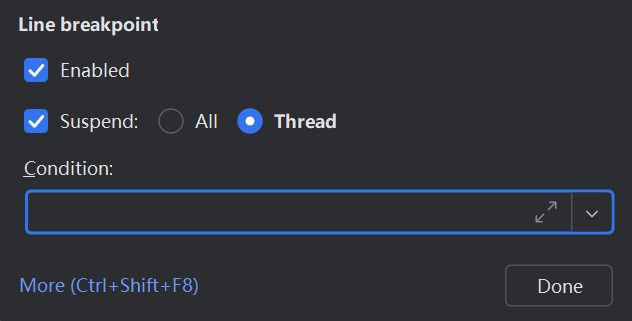 Line breakpoint
Enabled
Suspend: All Thread
Condition:
More (Ctrl+Shift+F8) Done